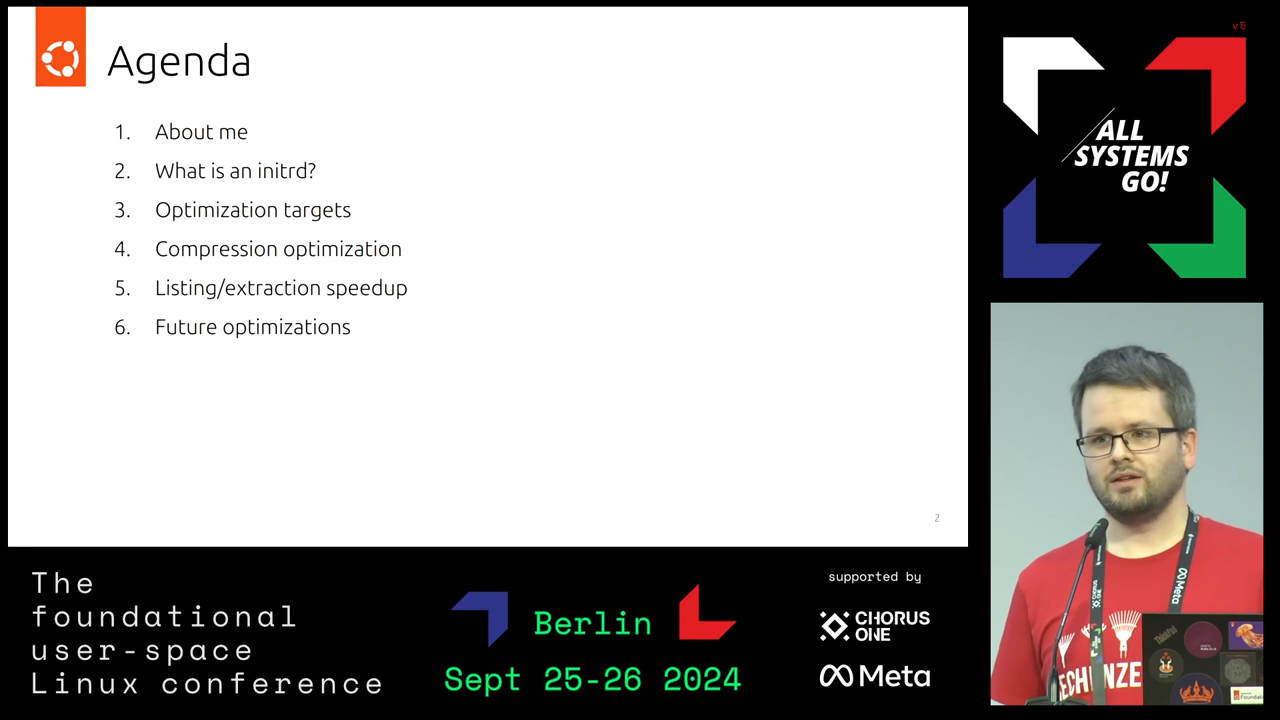 Agenda
1. About me
2. What is an initrd?
3. Optimization targets
4. Compression optimization
5. Listing/extraction speedup
6. Future optimizations
2
v5
ALL
SYSTEMS
GO!
The
foundational
user-space
Linux conference
Berlin
Sept 25-26 2024
supported by
CHORUS
ONE
Meta
Meta
ThinkPad